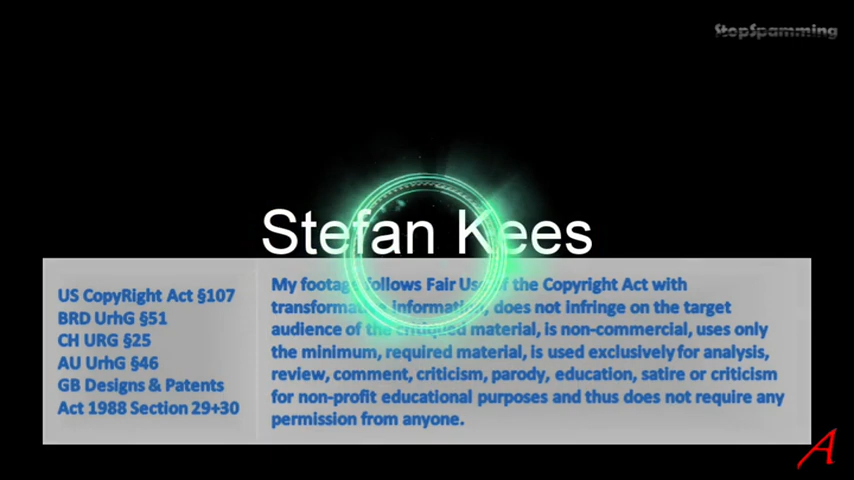 StopSpamming
Stefan Kees
US CopyRight Act §107
BRD UrhG §51
CH URG §25
AU UrhG §46
GB Designs & Patents
Act 1988 Section 29+30
My footage follows Fair Use of the Copyright Act with
transformative information, does not infringe on the target
audience of the critiqued material, is non-commercial, uses only
the minimum, required material, is used exclusively for analysis,
review, comment, criticism, parody, education, satire or criticism
for non-profit educational purposes and thus does not require any
permission from anyone.
A